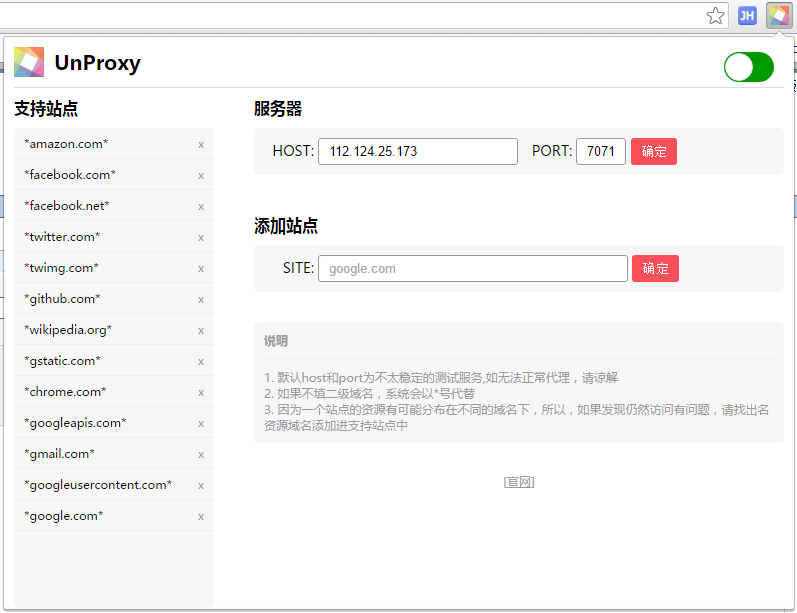 JH
UnProxy
支持站点
*amazon.com* x
*facebook.com* x
*facebook.net* x
*twitter.com* x
*twimg.com* x
*github.com* x
*wikipedia.org* x
*gstatic.com* x
*chrome.com* x
*googleapis.com* x
*gmail.com* x
*googleusercontent.com* x
*google.com* x
服务器
HOST: 112.124.25.173 PORT: 7071 确定
添加站点
SITE: google.com 确定
说明
1. 默认host和port为不太稳定的测试服务,如无法正常代理，请谅解
2. 如果不填二级域名，系统会以*号代替
3. 因为一个站点的资源有可能分布在不同的域名下，所以，如果发现仍然访问有问题，请找出名
资源域名添加进支持站点中
[官网]